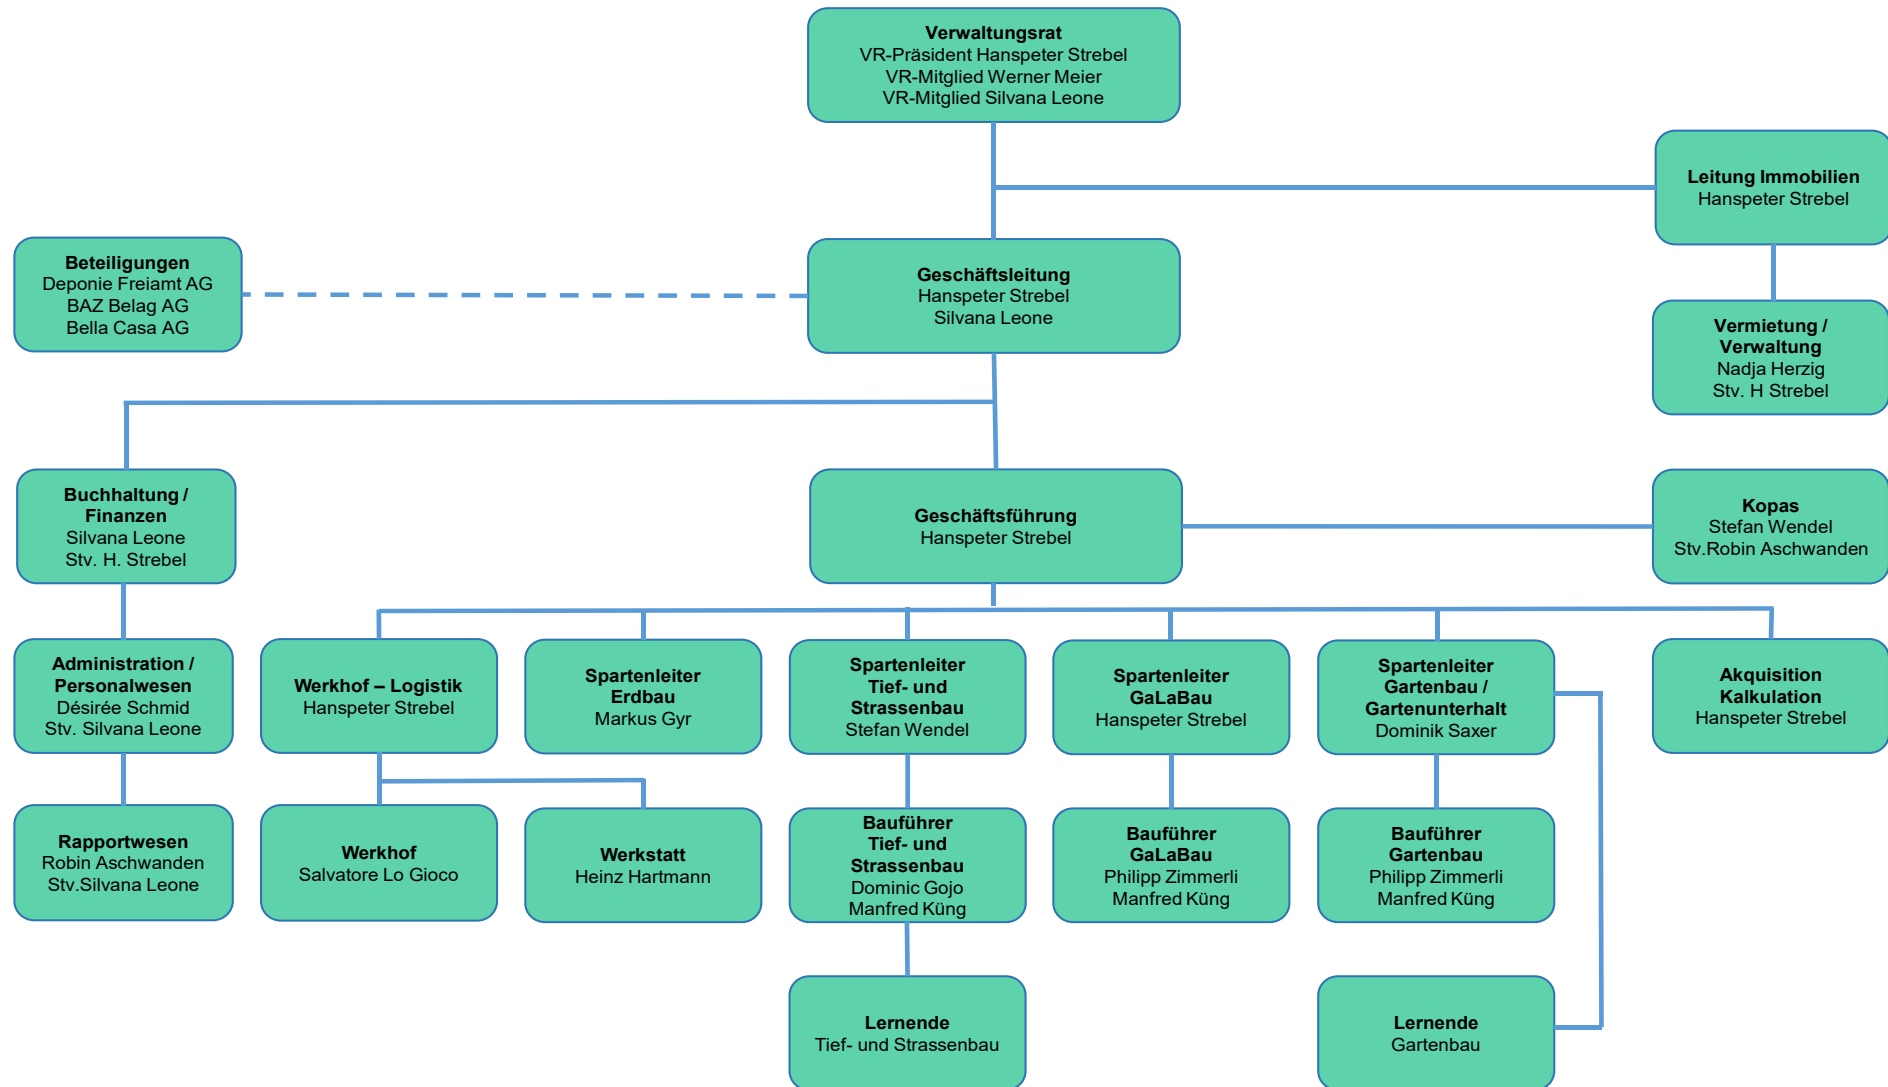 Verwaltungsrat
VR-Präsident Hanspeter Strebel
VR-Mitglied Werner Meier
VR-Mitglied Silvana Leone
Leitung Immobilien
Hanspeter Strebel
Beteiligungen
Deponie Freiamt AG
BAZ Belag AG
Bella Casa AG
Geschäftsleitung
Hanspeter Strebel
Silvana Leone
Vermietung /
Verwaltung
Nadja Herzig
Stv. H Strebel
Buchhaltung /
Finanzen
Silvana Leone
Stv. H. Strebel
Geschäftsführung
Hanspeter Strebel
Kopas
Stefan Wendel
Stv.Robin Aschwanden
Administration /
Personalwesen
Désirée Schmid
Stv. Silvana Leone
Werkhof – Logistik
Hanspeter Strebel
Spartenleiter
Erdbau
Markus Gyr
Spartenleiter
Tief- und
Strassenbau
Stefan Wendel
Spartenleiter
GaLaBau
Hanspeter Strebel
Spartenleiter
Gartenbau /
Gartenunterhalt
Dominik Saxer
Akquisition
Kalkulation
Hanspeter Strebel
Rapportwesen
Robin Aschwanden
Stv.Silvana Leone
Werkhof
Salvatore Lo Gioco
Werkstatt
Heinz Hartmann
Bauführer
Tief- und
Strassenbau
Dominic Gojo
Manfred Küng
Bauführer
GaLaBau
Philipp Zimmerli
Manfred Küng
Bauführer
Gartenbau
Philipp Zimmerli
Manfred Küng
Lernende
Tief- und Strassenbau
Lernende
Gartenbau